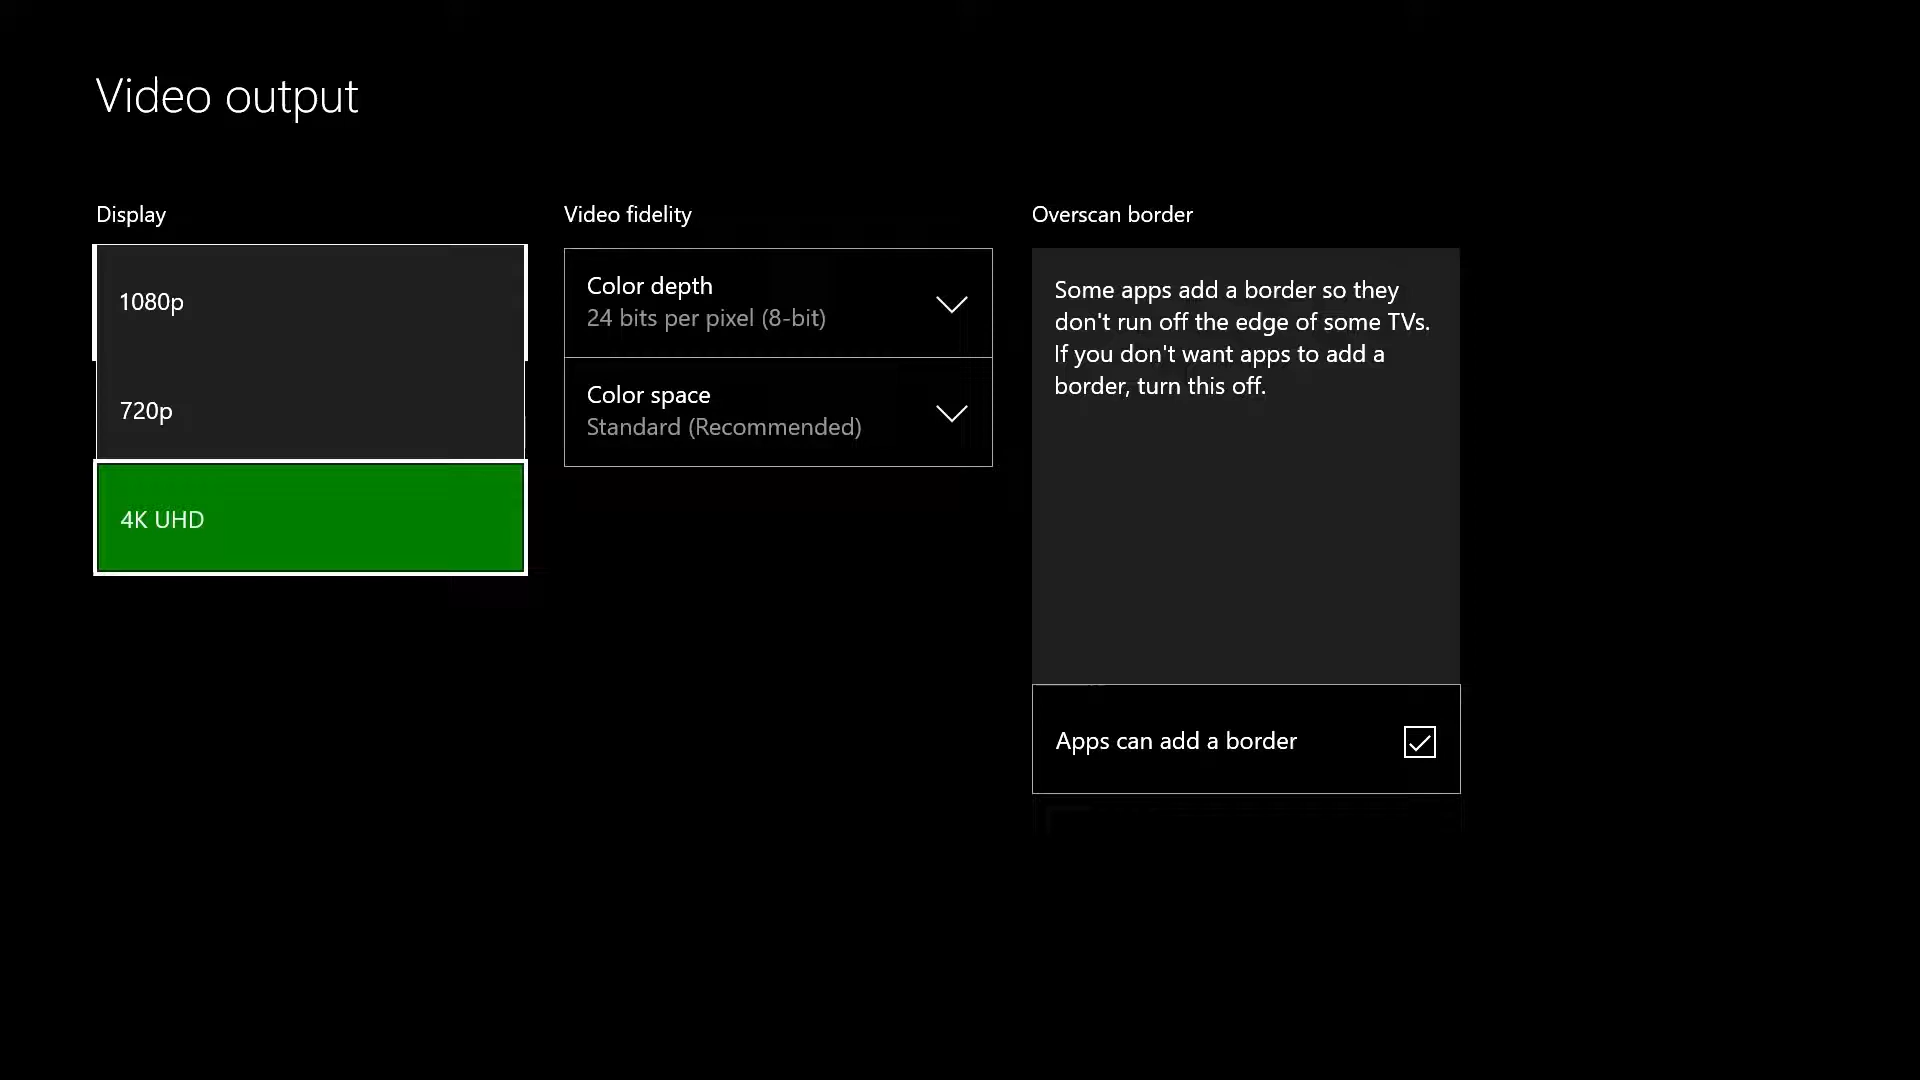 Video output
Display
1080p
720p
4K UHD
Video fidelity
Color depth
24 bits per pixel (8-bit)
Color space
Standard (Recommended)
Overscan border
Some apps add a border so they
don't run off the edge of some TVs.
If you don't want apps to add a
border, turn this off.
Apps can add a border